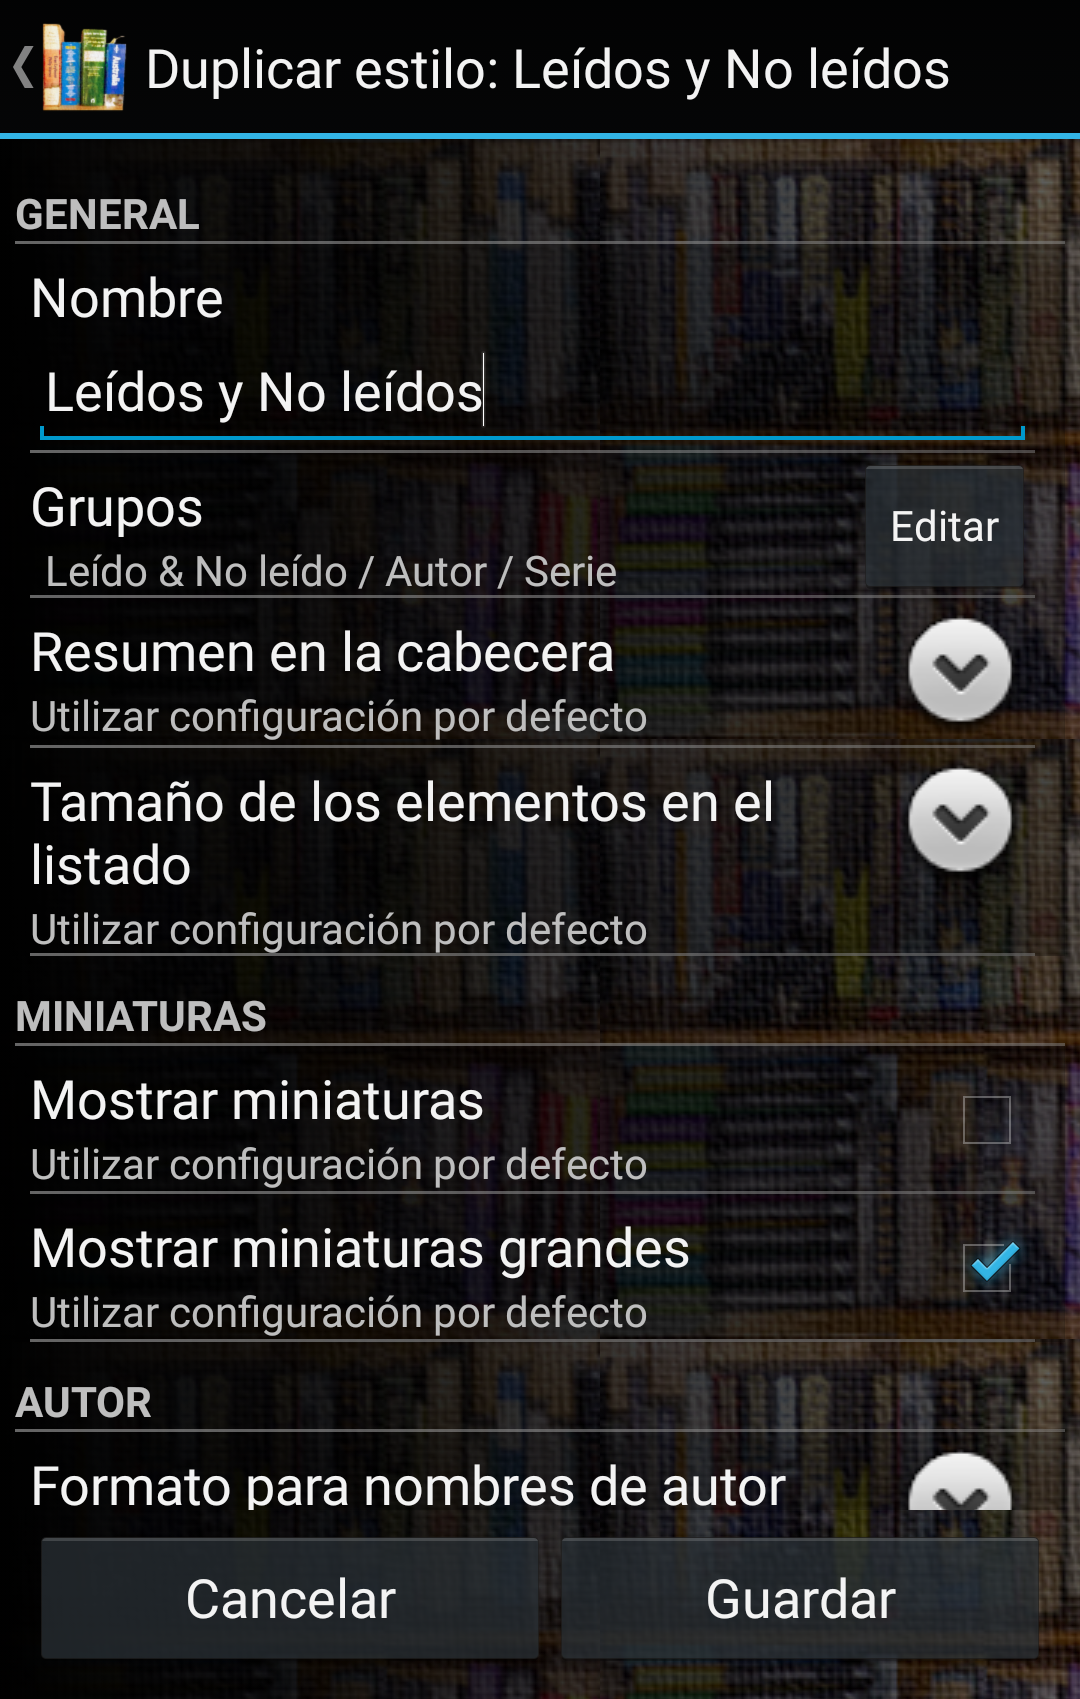 Duplicar estilo: Leídos y No leídos
GENERAL
Nombre
Leídos y No leídos
Grupos
Editar
Leído & No leído / Autor / Serie
Resumen en la cabecera
Utilizar configuración por defecto
Tamaño de los elementos en el
listado
Utilizar configuración por defecto
MINIATURAS
Mostrar miniaturas
Utilizar configuración por defecto
Mostrar miniaturas grandes
Utilizar configuración por defecto
AUTOR
Formato para nombres de autor
Cancelar
Guardar